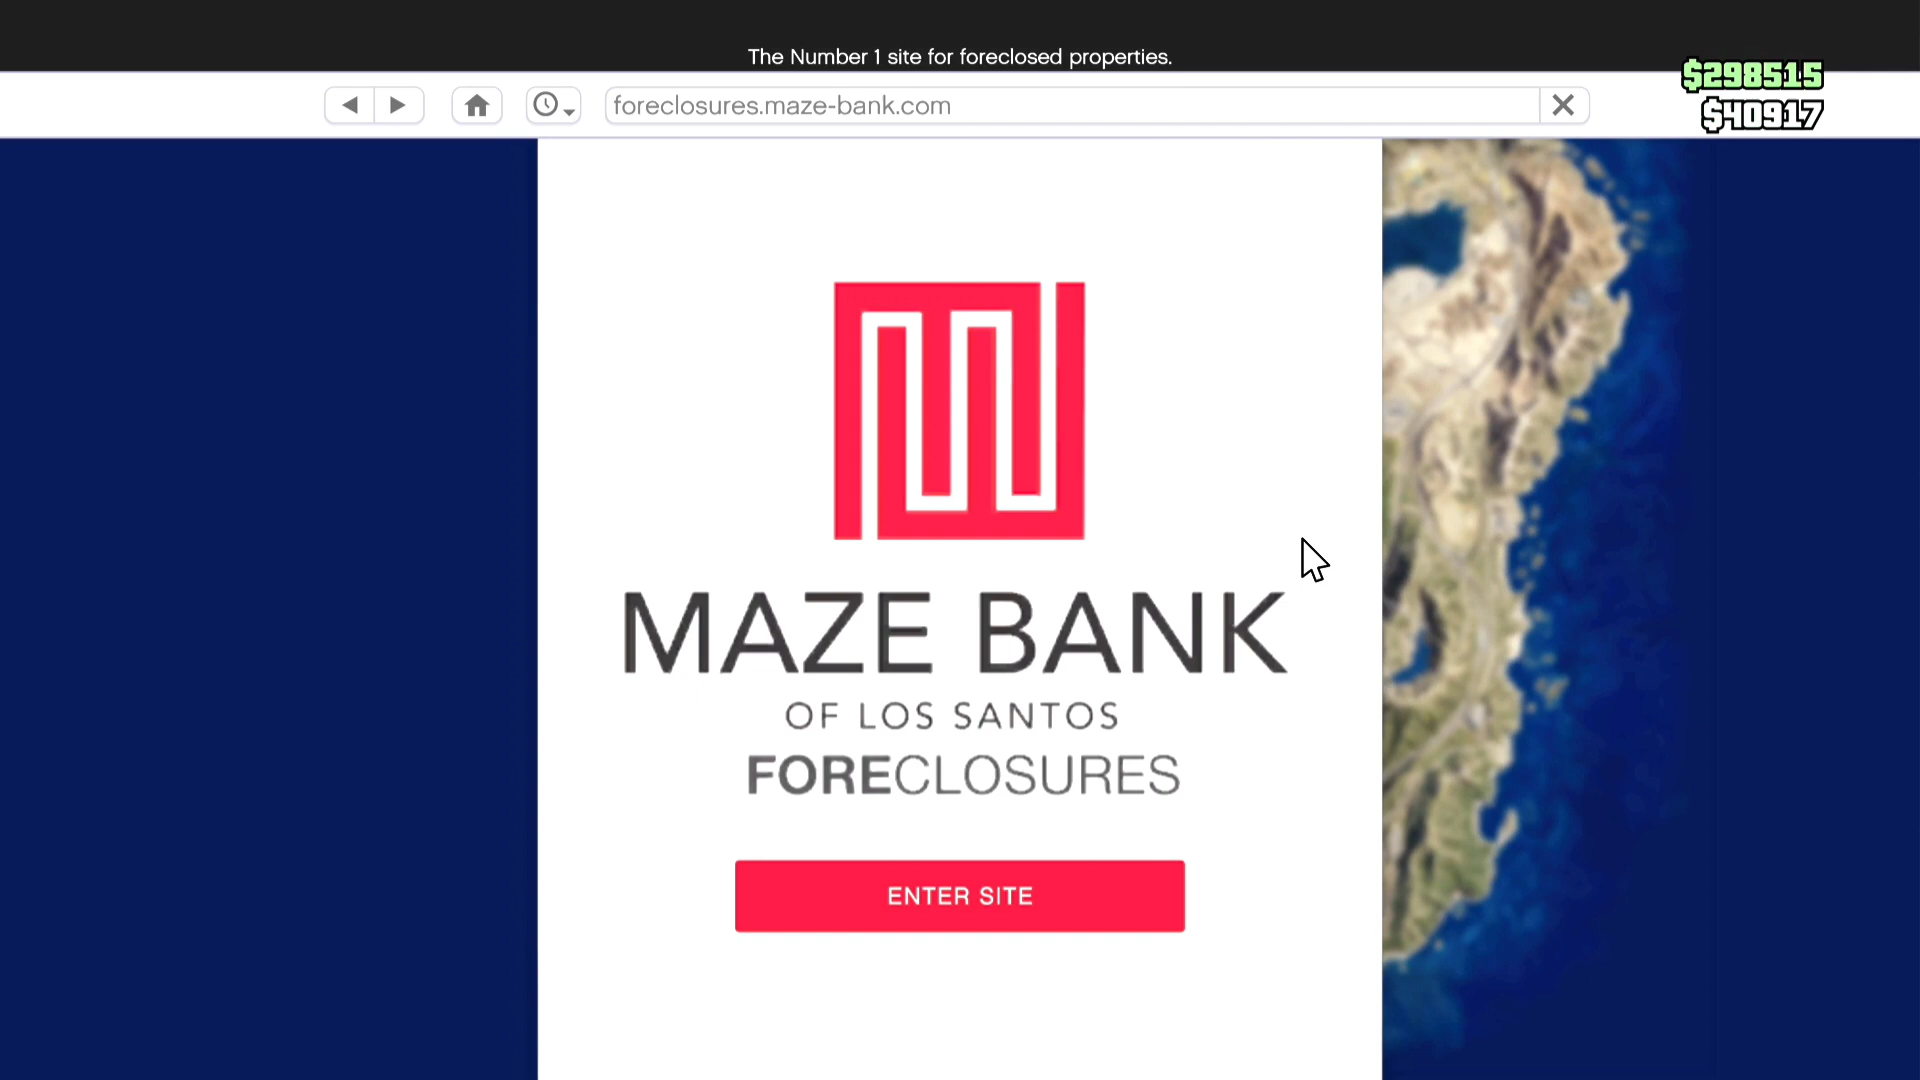 The Number 1 site for foreclosed properties.
$298515
foreclosures.maze-bank.com
$40917
MAZE BANK
OF LOS SANTOS
FORECLOSURES
ENTER SITE